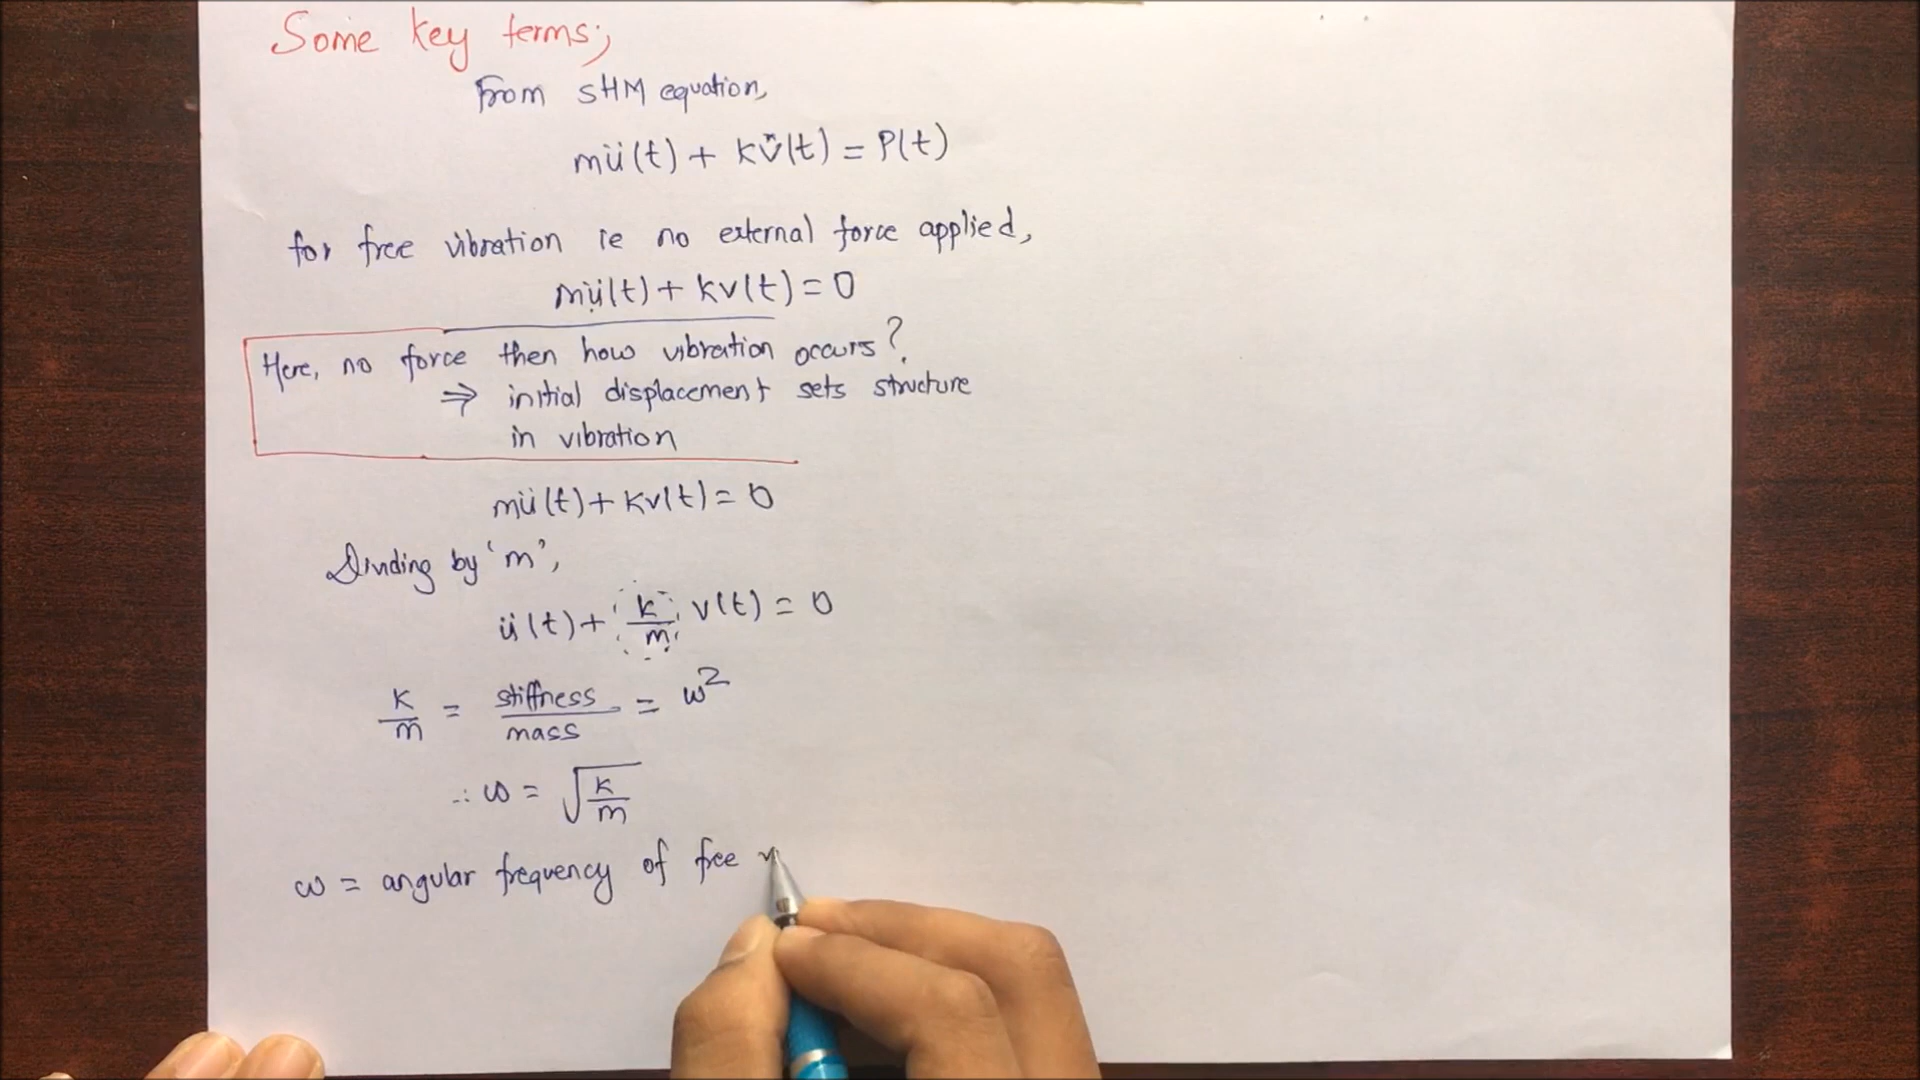 Some key terms;
From SHM equation,
mü(t) + kv̈(t) = P(t)
for free vibration ie no external force applied,
mü(t) + kv(t) = 0
Here, no force then how vibration occurs?
⇒ initial displacement sets structure
in vibration
mü(t) + kv(t) = 0
Dividing by 'm',
ü(t) + k/m v(t) = 0
k/m = stiffness/mass = ω²
∴ ω = √(k/m)
ω = angular frequency of free